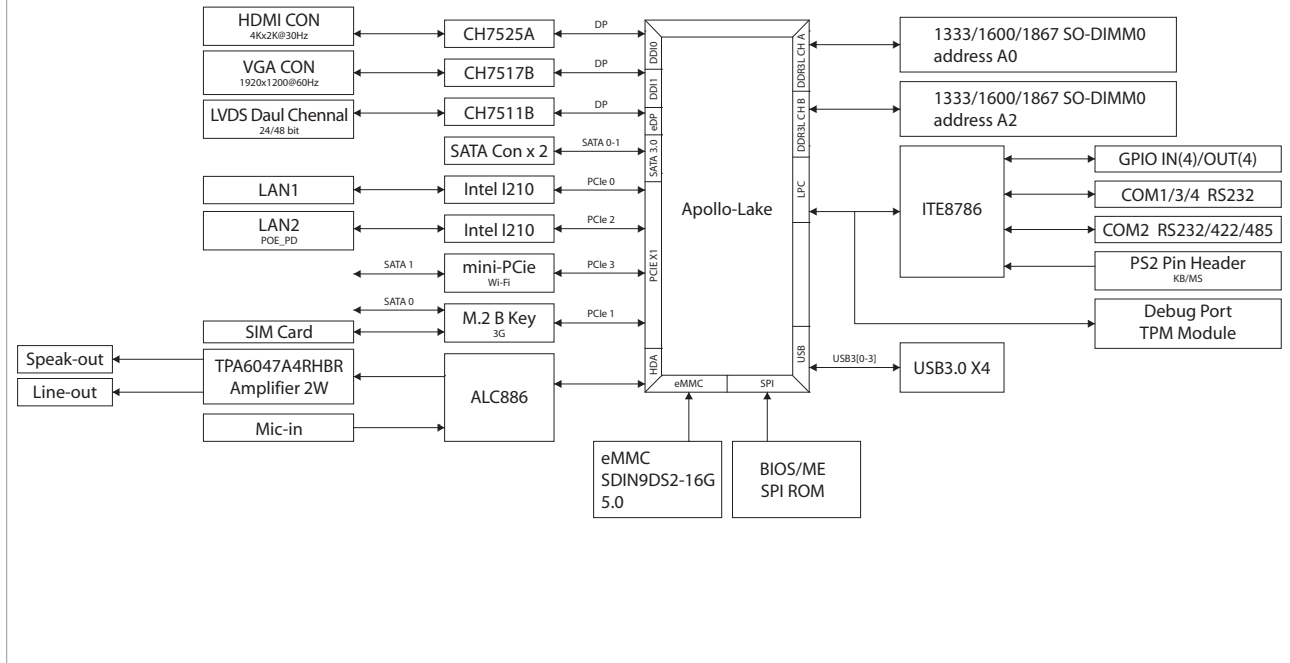 HDMI CON
4Kx2K@30Hz
CH7525A
DP
VGA CON
1920x1200@60Hz
CH7517B
DP
LVDS Daul Chennal
24/48 bit
CH7511B
DP
SATA Con x 2
SATA 0-1
LAN1
Intel I210
PCIe 0
LAN2
POE_PD
Intel I210
PCIe 2
SATA 1
mini-PCie
Wi-Fi
PCIe 3
SATA 0
M.2 B Key
3G
PCIe 1
SIM Card
Speak-out
Line-out
TPA6047A4RHBR
Amplifier 2W
ALC886
Mic-in
DDI0
DDI1
eDP
SATA 3.0
PCIE X1
HDA
Apollo-Lake
eMMC
SPI
DDR3L CH A
DDR3L CH B
LPC
USB
eMMC
SDIN9DS2-16G
5.0
BIOS/ME
SPI ROM
1333/1600/1867 SO-DIMM0
address A0
1333/1600/1867 SO-DIMM0
address A2
ITE8786
GPIO IN(4)/OUT(4)
COM1/3/4 RS232
COM2 RS232/422/485
PS2 Pin Header
KB/MS
Debug Port
TPM Module
USB3[0-3]
USB3.0 X4